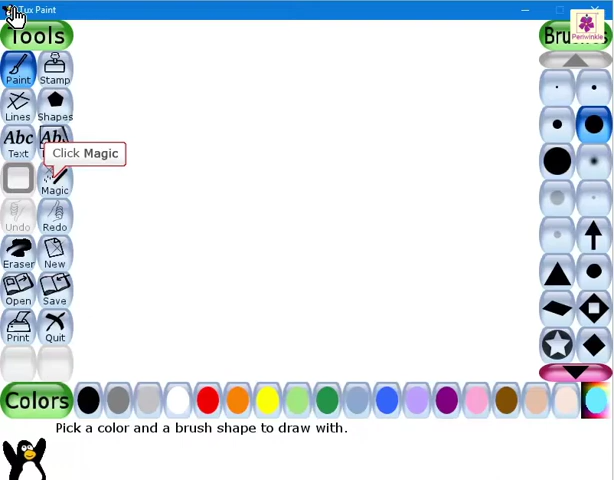 Tux Paint
Tools
Brushes
Periwinkle
Paint
Stamp
Lines
Shapes
Abc
Text
Click Magic
Magic
Undo
Redo
Eraser
New
Open
Save
Print
Quit
Colors
Pick a color and a brush shape to draw with.